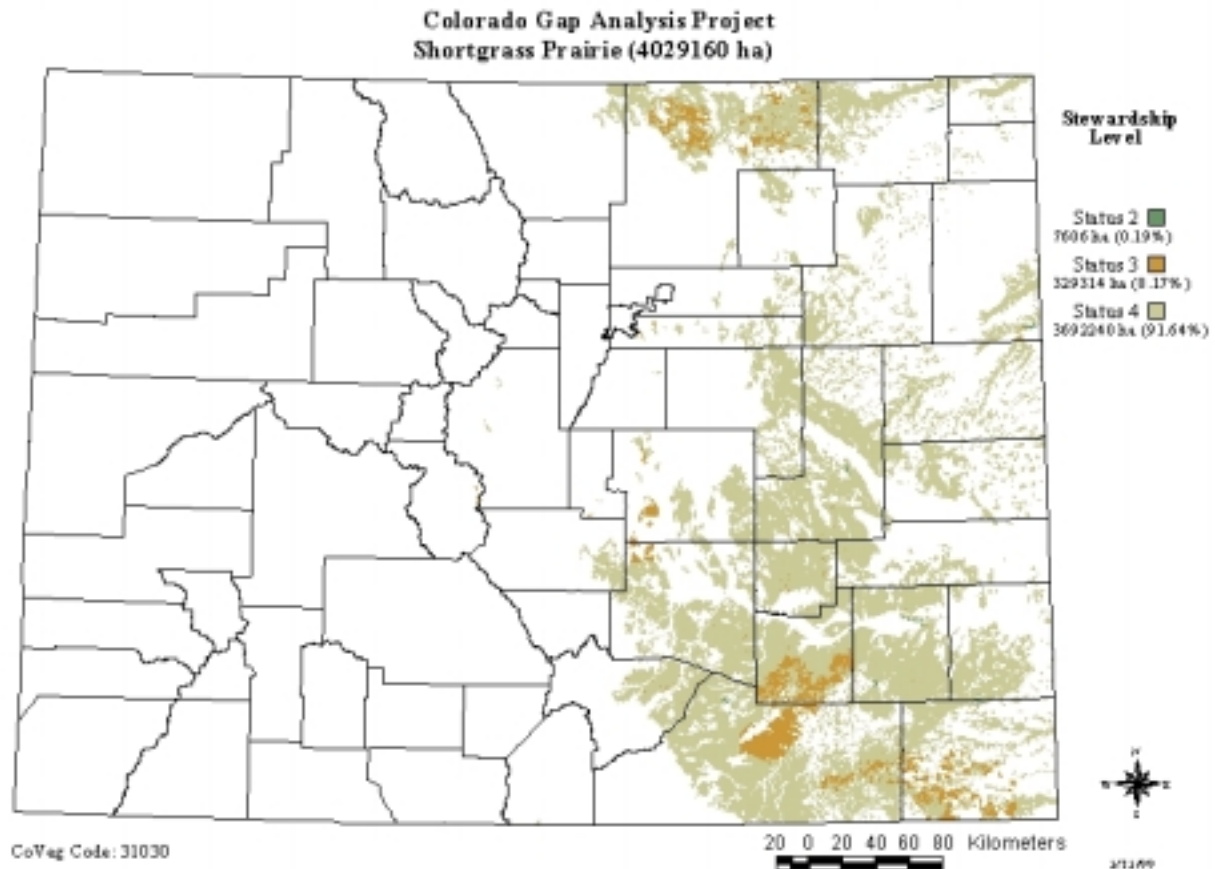 Colorado Gap Analysis Project
Shortgrass Prairie (4029160 ha)
Stewardship
Level
Status 2
7606 ha (0.19%)
Status 3
329314 ha (8.17%)
Status 4
3692240 ha (91.64%)
N
W E
S
20 0 20 40 60 80 Kilometers
CoVeg Code: 31030